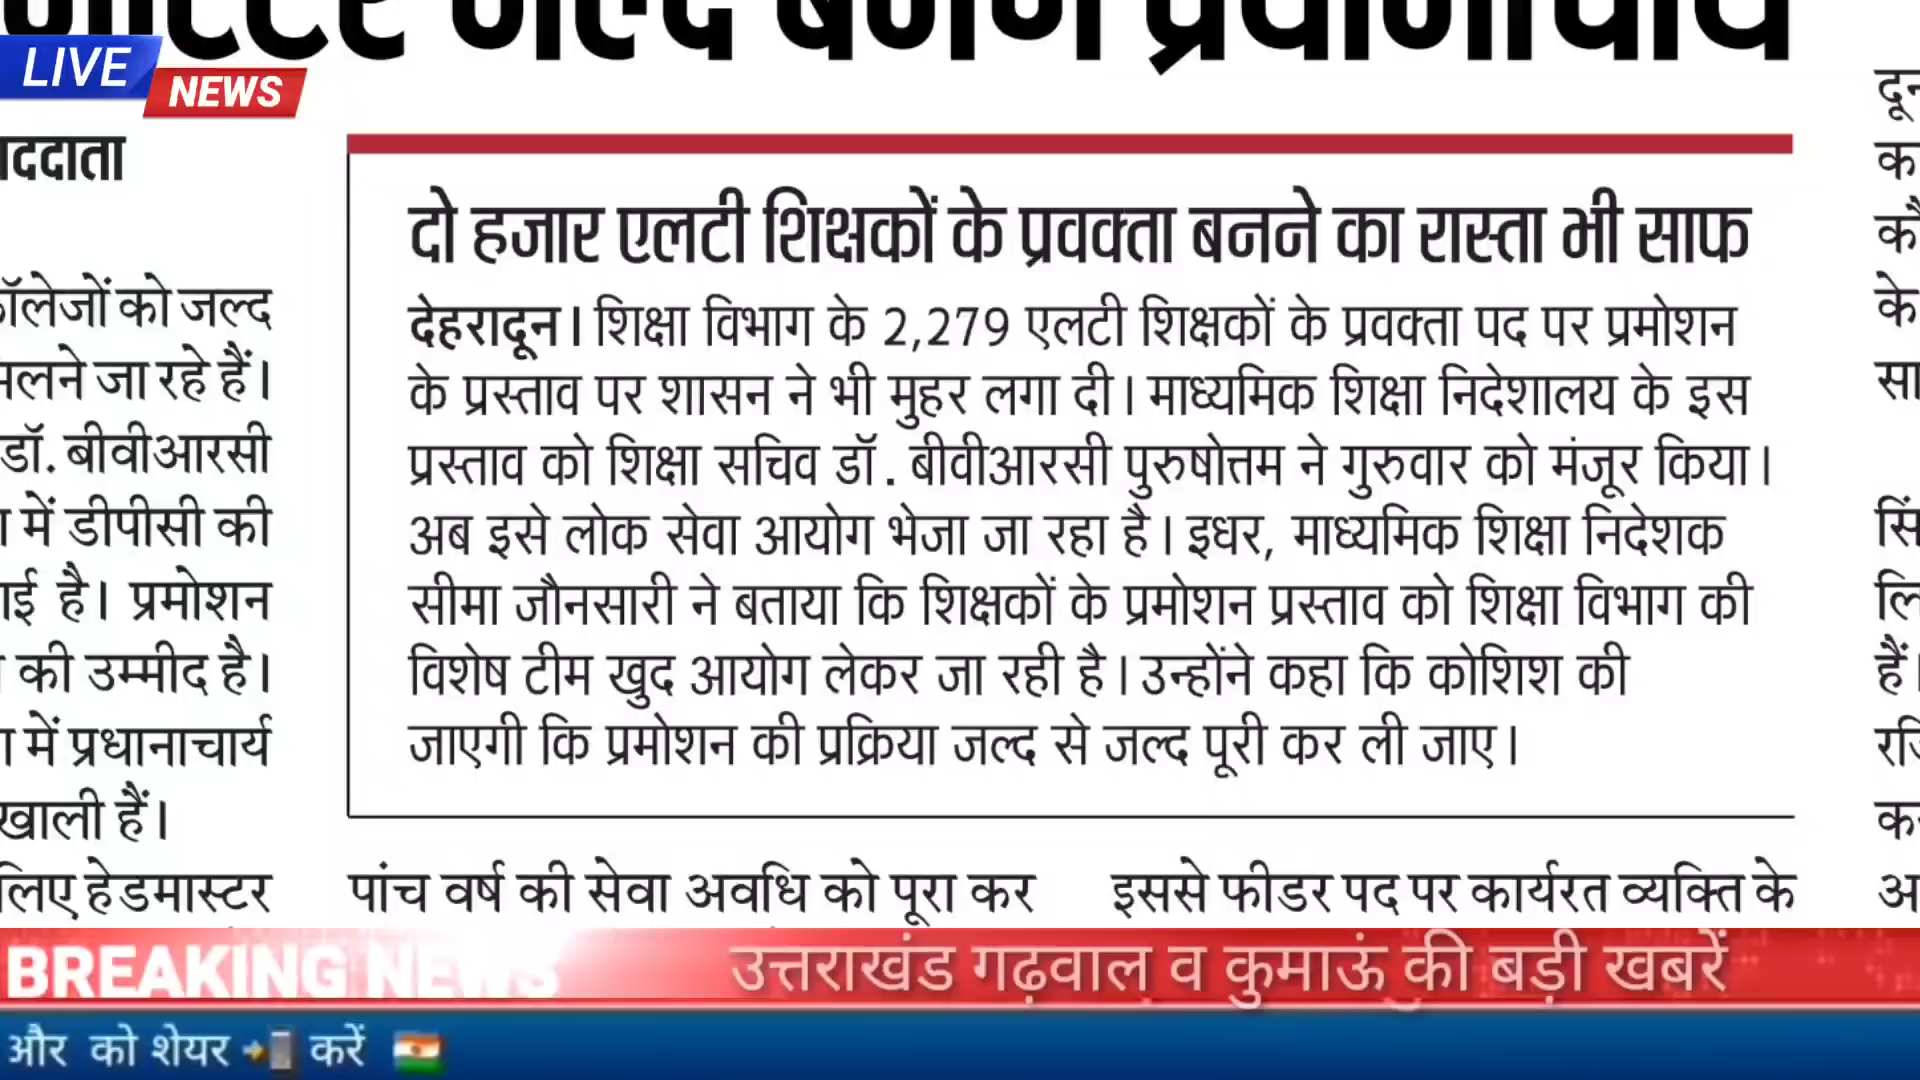 LIVE
NEWS
दो हजार एलटी शिक्षकों के प्रवक्ता बनने का रास्ता भी साफ
देहरादून। शिक्षा विभाग के 2,279 एलटी शिक्षकों के प्रवक्ता पद पर प्रमोशन
के प्रस्ताव पर शासन ने भी मुहर लगा दी। माध्यमिक शिक्षा निदेशालय के इस
प्रस्ताव को शिक्षा सचिव डॉ. बीवीआरसी पुरुषोत्तम ने गुरुवार को मंजूर किया।
अब इसे लोक सेवा आयोग भेजा जा रहा है। इधर, माध्यमिक शिक्षा निदेशक
सीमा जौनसारी ने बताया कि शिक्षकों के प्रमोशन प्रस्ताव को शिक्षा विभाग की
विशेष टीम खुद आयोग लेकर जा रही है। उन्होंने कहा कि कोशिश की
जाएगी कि प्रमोशन की प्रक्रिया जल्द से जल्द पूरी कर ली जाए।
को जल्द
जा रहे हैं।
डॉ. बीवीआरसी
में डीपीसी की
है। प्रमोशन
की उम्मीद है।
में प्रधानाचार्य
खाली हैं।
लिए हेडमास्टर
पांच वर्ष की सेवा अवधि को पूरा कर
इससे फीडर पद पर कार्यरत व्यक्ति के
के
हैं।
BREAKING NEWS
उत्तराखंड गढ़वाल व कुमाऊं की बड़ी खबरें
और को शेयर 📲 करें 🇮🇳